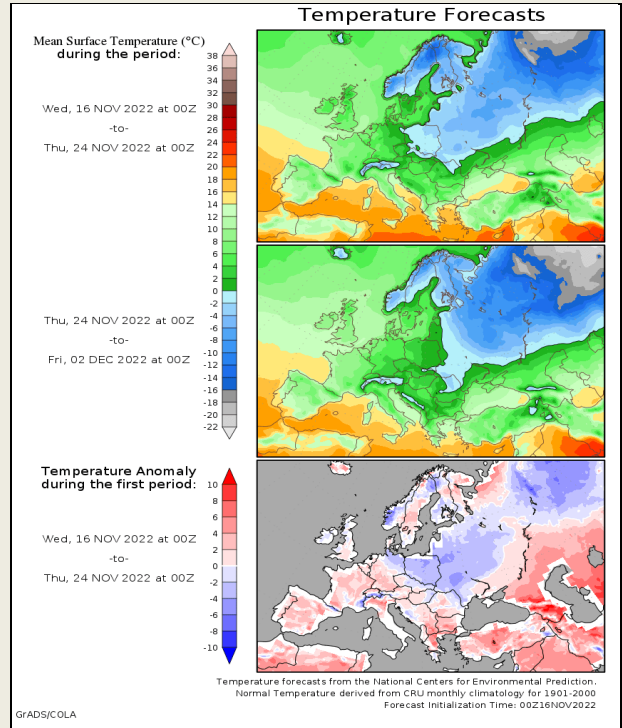 Temperature Forecasts
Mean Surface Temperature (°C)
during the period:
38
36
34
32
30
28
26
24
22
20
18
16
14
12
10
8
6
4
2
0
-2
-4
-6
-8
-10
-12
-14
-16
-18
-20
-22
Wed, 16 NOV 2022 at 00Z
-to-
Thu, 24 NOV 2022 at 00Z
Thu, 24 NOV 2022 at 00Z
-to-
Fri, 02 DEC 2022 at 00Z
Temperature Anomaly
during the first period:
10
8
6
4
2
0
-2
-4
-6
-8
-10
Wed, 16 NOV 2022 at 00Z
-to-
Thu, 24 NOV 2022 at 00Z
Temperature forecasts from the National Centers for Environmental Prediction.
Normal Temperature derived from CRU monthly climatology for 1901-2000
Forecast Initialization Time: 00Z16NOV2022
GrADS/COLA